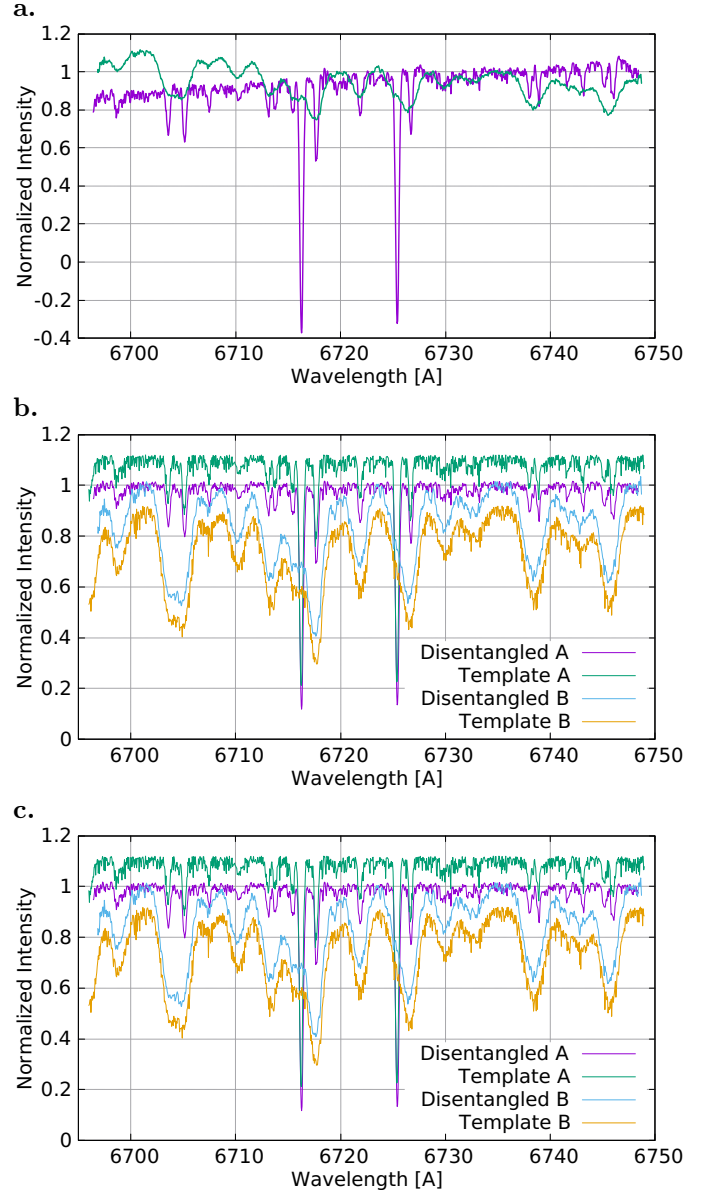 a.
1.2
1
0.8
0.6
0.4
0.2
0
-0.2
-0.4
Normalized Intensity
6700 6710 6720 6730 6740 6750
Wavelength [A]
b.
1.2
1
0.8
0.6
0.4
0.2
0
Normalized Intensity
Disentangled A
Template A
Disentangled B
Template B
6700 6710 6720 6730 6740 6750
Wavelength [A]
c.
1.2
1
0.8
0.6
0.4
0.2
0
Normalized Intensity
Disentangled A
Template A
Disentangled B
Template B
6700 6710 6720 6730 6740 6750
Wavelength [A]